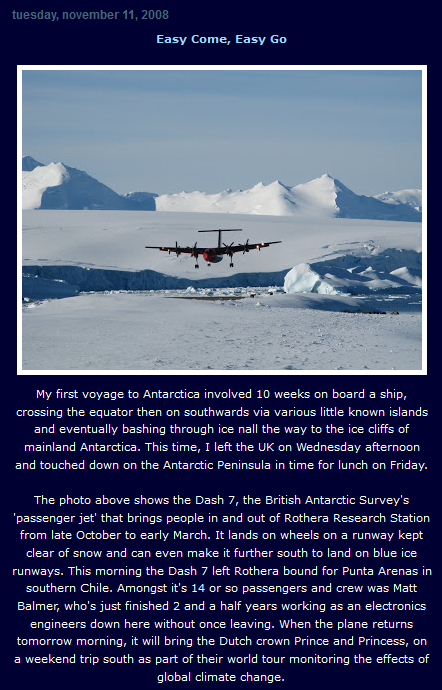 tuesday, november 11, 2008
Easy Come, Easy Go
My first voyage to Antarctica involved 10 weeks on board a ship,
crossing the equator then on southwards via various little known islands
and eventually bashing through ice nall the way to the ice cliffs of
mainland Antarctica. This time, I left the UK on Wednesday afternoon
and touched down on the Antarctic Peninsula in time for lunch on Friday.
The photo above shows the Dash 7, the British Antarctic Survey's
'passenger jet' that brings people in and out of Rothera Research Station
from late October to early March. It lands on wheels on a runway kept
clear of snow and can even make it further south to land on blue ice
runways. This morning the Dash 7 left Rothera bound for Punta Arenas in
southern Chile. Amongst it's 14 or so passengers and crew was Matt
Balmer, who's just finished 2 and a half years working as an electronics
engineers down here without once leaving. When the plane returns
tomorrow morning, it will bring the Dutch crown Prince and Princess, on
a weekend trip south as part of their world tour monitoring the effects of
global climate change.